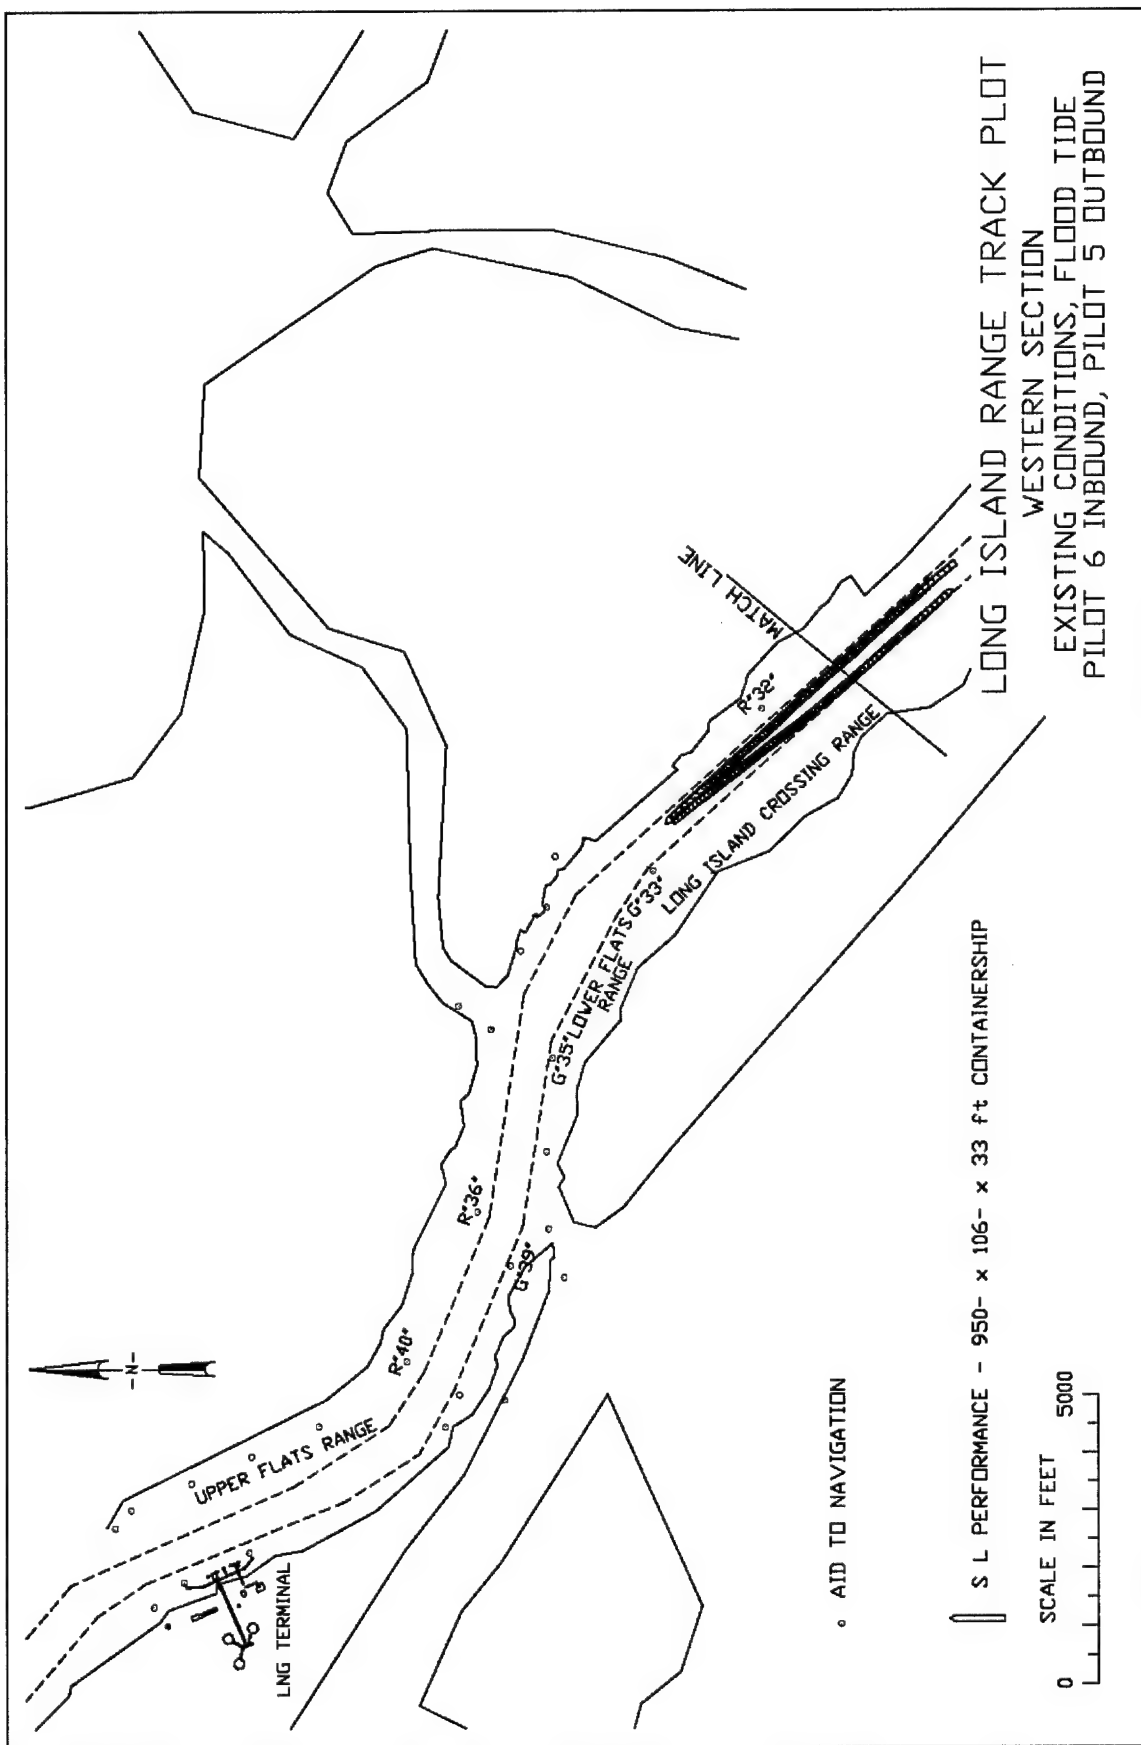 -N-
UPPER FLATS RANGE
LNG TERMINAL
R"40"
G"39"
R"36"
G"35"
LOWER FLATS
RANGE
G"33"
LONG ISLAND CROSSING RANGE
R"32"
MATCH LINE
AID TO NAVIGATION
S L PERFORMANCE - 950- x 106- x 33 ft CONTAINERSHIP
SCALE IN FEET
0 5000
LONG ISLAND RANGE TRACK PLOT
WESTERN SECTION
EXISTING CONDITIONS, FLOOD TIDE
PILOT 6 INBOUND, PILOT 5 OUTBOUND